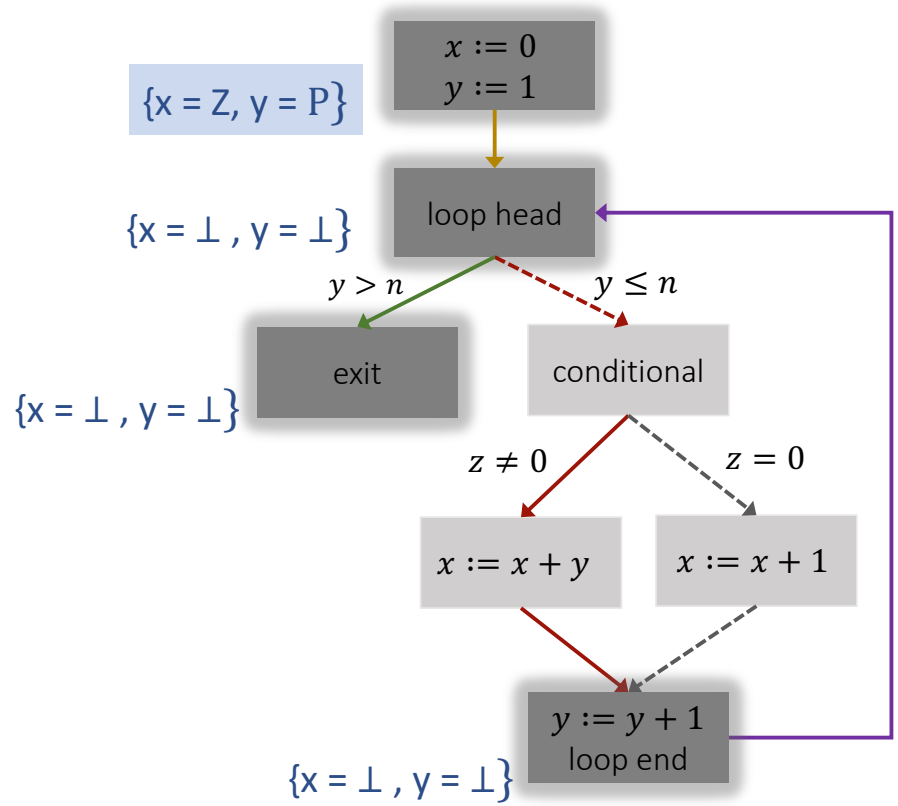 x := 0
y := 1
{x = Z, y = P}
loop head
{x = ⊥ , y = ⊥}
y > n
y ≤ n
exit
conditional
{x = ⊥ , y = ⊥}
z ≠ 0
z = 0
x := x + y
x := x + 1
y := y + 1
loop end
{x = ⊥ , y = ⊥}